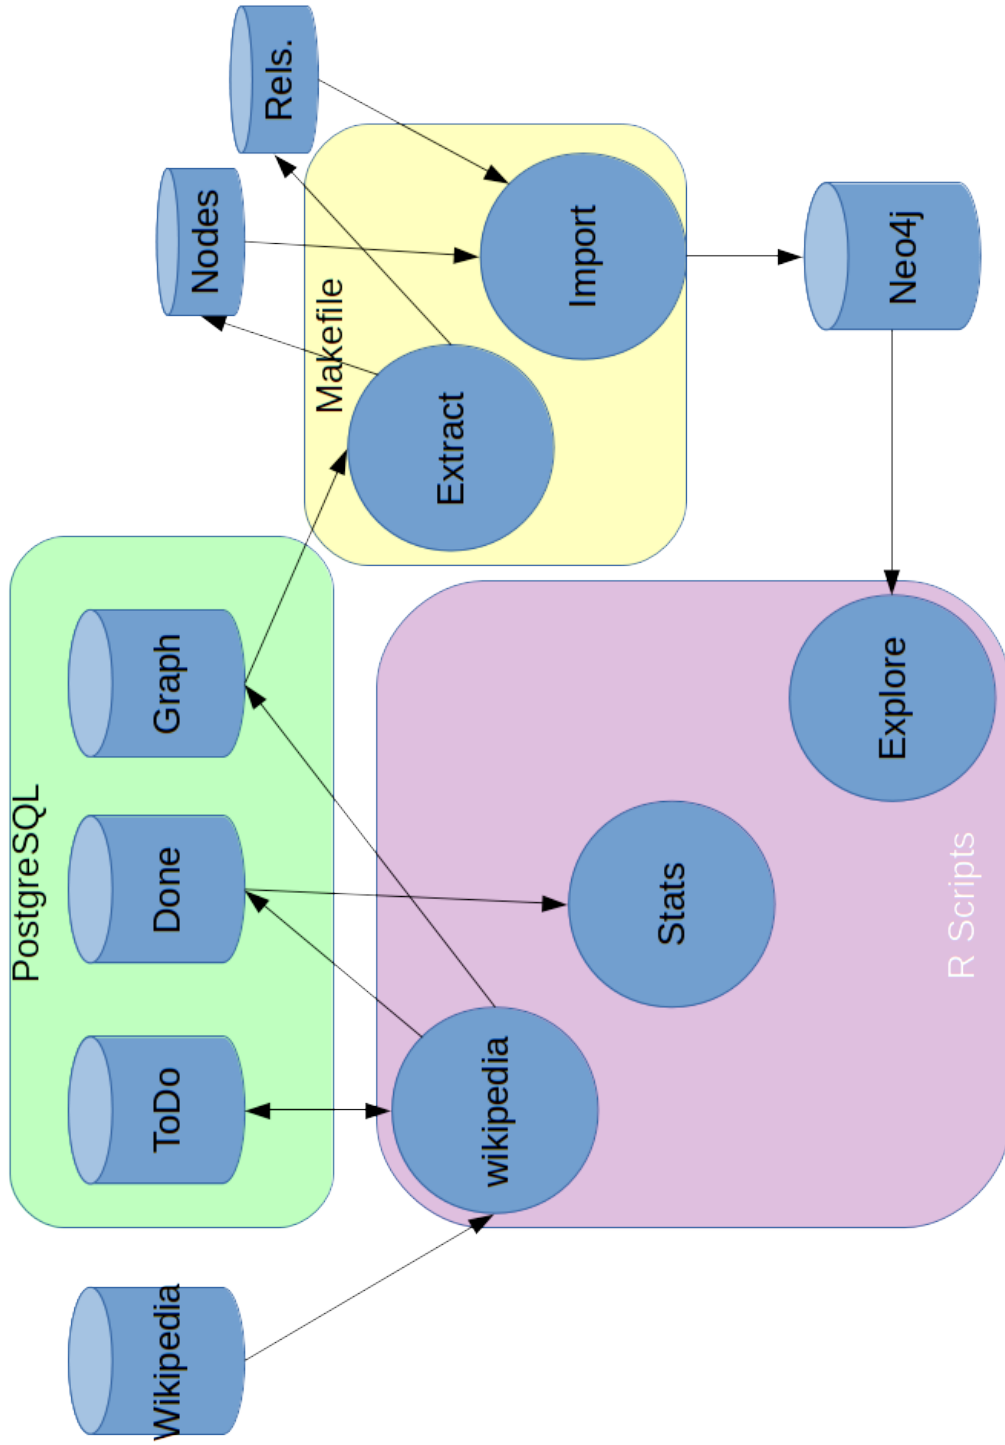 PostgreSQL
Wikipedia
ToDo
Done
Graph
Nodes
Rels.
Makefile
Extract
Import
wikipedia
Stats
Explore
R Scripts
Neo4j